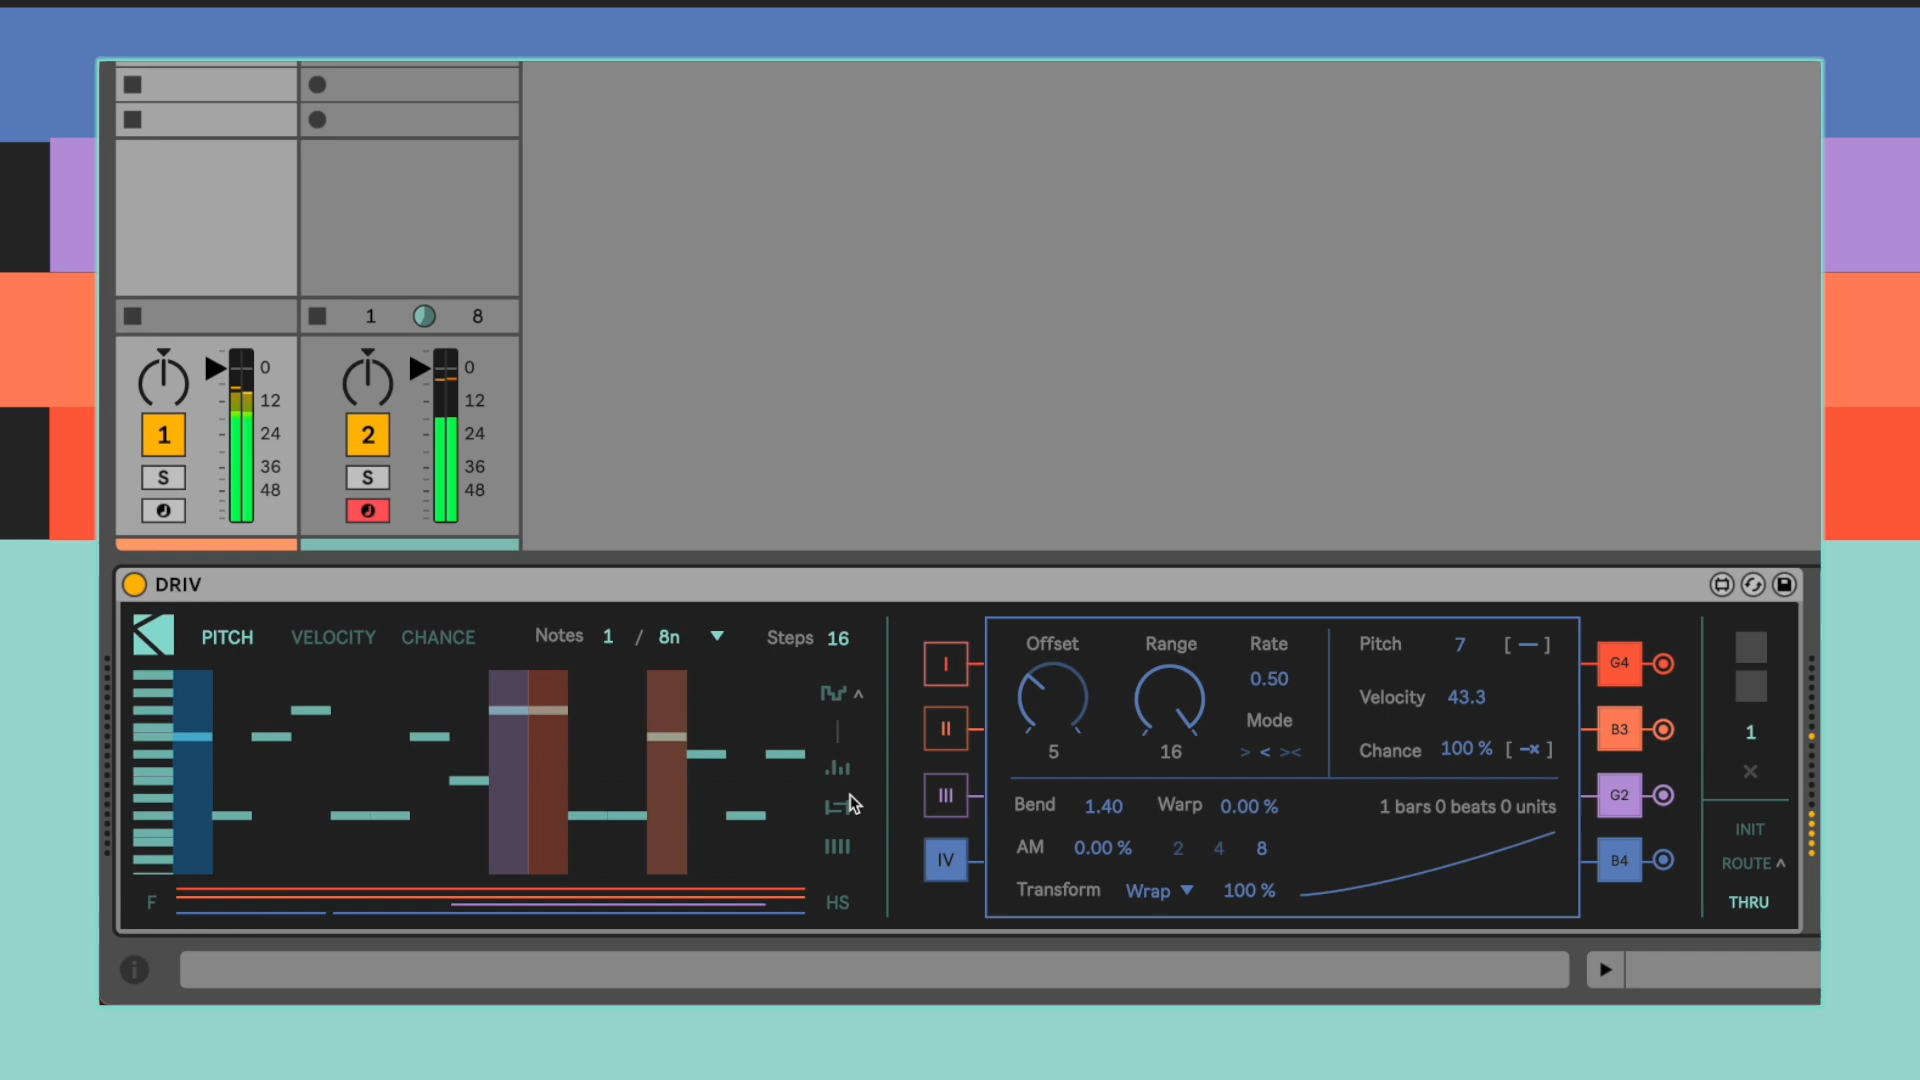 1 8
0 0
12 12
1 2
24 24
S S
36 36
48 48
DRIV
PITCH VELOCITY CHANCE Notes 1 / 8n Steps 16
F HS
I
II
III
IV
Offset Range Rate
0.50
Mode
5 16 > < ><
Pitch 7 [ — ]
Velocity 43.3
Chance 100 % [ –x ]
Bend 1.40 Warp 0.00 % 1 bars 0 beats 0 units
AM 0.00 % 2 4 8
Transform Wrap 100 %
G4
B3
G2
B4
1
INIT
ROUTE
THRU